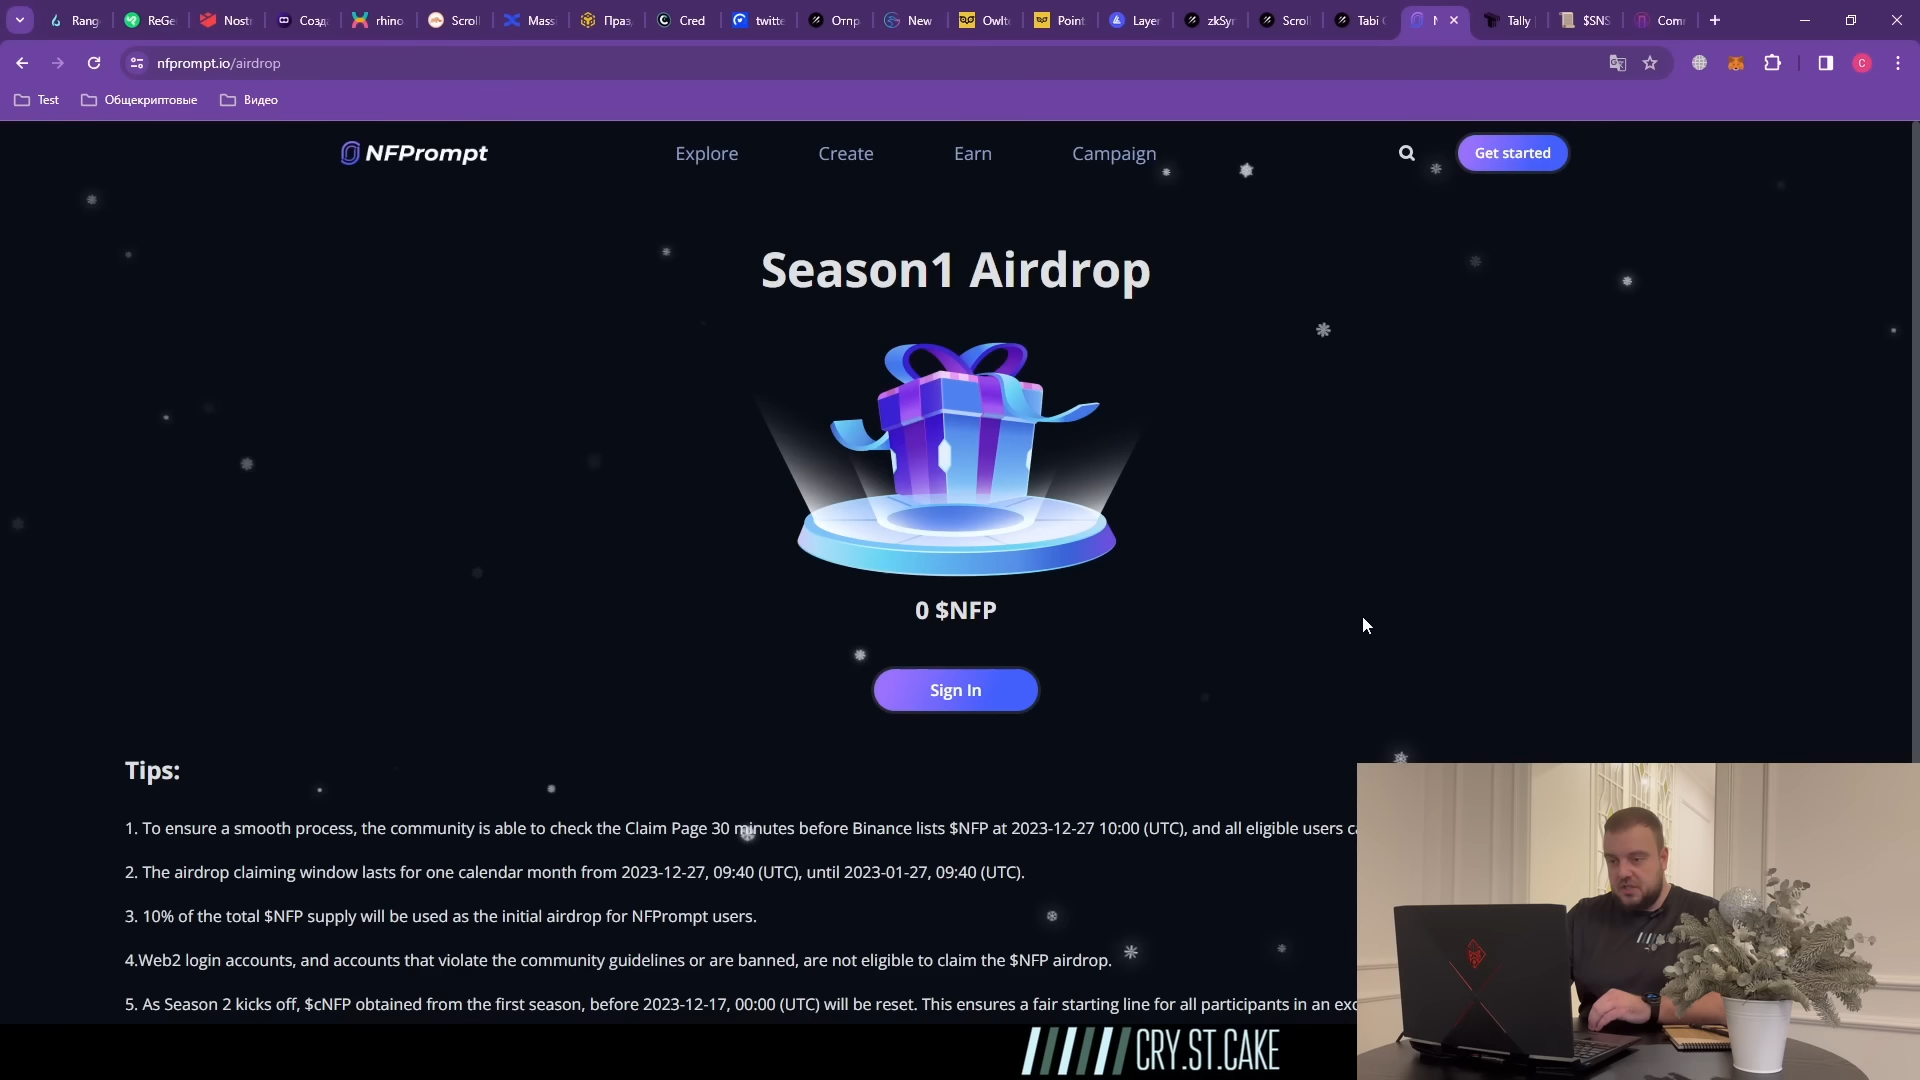 Rang
ReGe
Nost
Созд
rhino
Scroll
Mass
Праз
Cred
twitte
Отпр
New
Owlto
Point
Layer
zkSyn
Scroll
Tabi
Tally
$SNS
Com
nfprompt.io/airdrop
C
Test
Общекриптовые
Видео
NFPrompt
Explore
Create
Earn
Campaign
Get started
Season1 Airdrop
0 $NFP
Sign In
Tips:
1. To ensure a smooth process, the community is able to check the Claim Page 30 minutes before Binance lists $NFP at 2023-12-27 10:00 (UTC), and all eligible users ca
2. The airdrop claiming window lasts for one calendar month from 2023-12-27, 09:40 (UTC), until 2023-01-27, 09:40 (UTC).
3. 10% of the total $NFP supply will be used as the initial airdrop for NFPrompt users.
4.Web2 login accounts, and accounts that violate the community guidelines or are banned, are not eligible to claim the $NFP airdrop.
5. As Season 2 kicks off, $cNFP obtained from the first season, before 2023-12-17, 00:00 (UTC) will be reset. This ensures a fair starting line for all participants in an exc
CRY.ST.CAKE